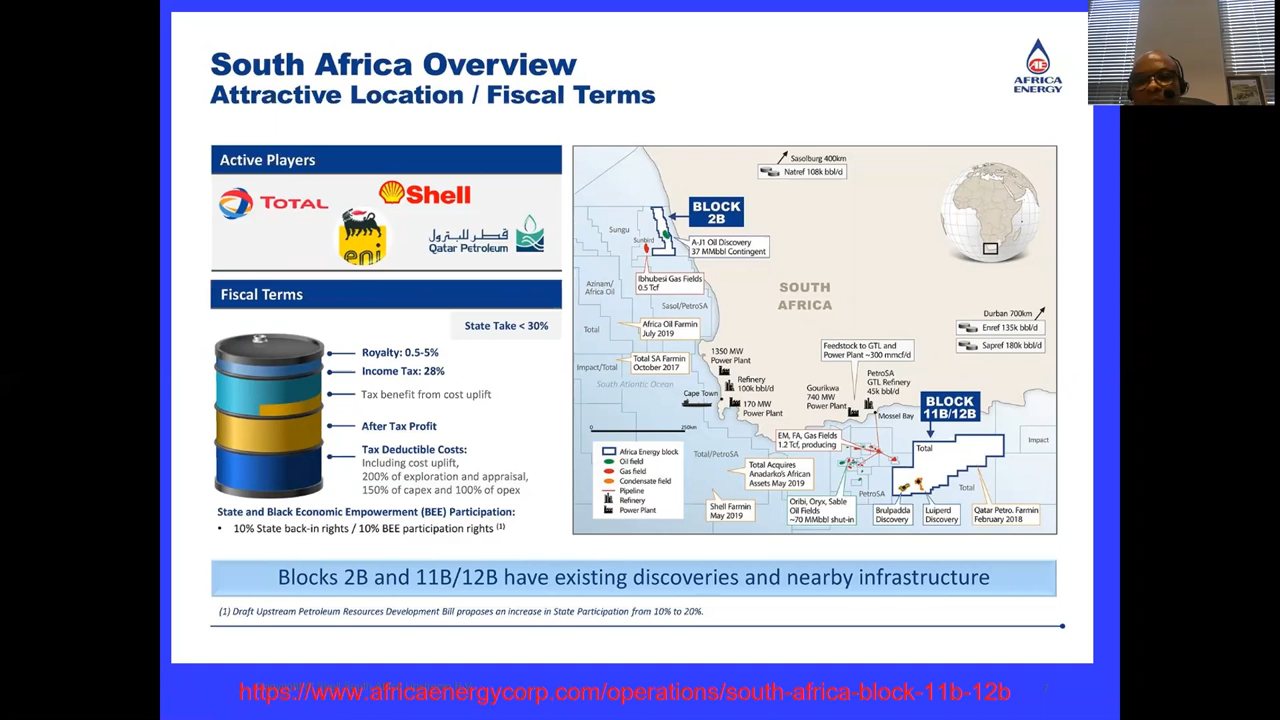 South Africa Overview
Attractive Location / Fiscal Terms
AFRICA
ENERGY
Active Players
TOTAL
Shell
eni
قطر للبترول
Qatar Petroleum
Fiscal Terms
State Take < 30%
Royalty: 0.5-5%
Income Tax: 28%
Tax benefit from cost uplift
After Tax Profit
Tax Deductible Costs:
Including cost uplift,
200% of exploration and appraisal,
150% of capex and 100% of opex
State and Black Economic Empowerment (BEE) Participation:
• 10% State back-in rights / 10% BEE participation rights (1)
Sasolburg 400km
Natref 108k bbl/d
BLOCK
2B
Sungu
Sunbird
A-J1 Oil Discovery
37 MMbbl Contingent
Ibhubesi Gas Fields
0.5 Tcf
Azinam/
Africa Oil
Sasol/PetroSA
SOUTH
AFRICA
Total
Africa Oil Farmin
July 2019
Durban 700km
Enref 135k bbl/d
Sapref 180k bbl/d
Total SA Farmin
October 2017
Impact/Total
South Atlantic Ocean
1350 MW
Power Plant
Refinery
100k bbl/d
Cape Town
170 MW
Power Plant
Feedstock to GTL and
Power Plant ~300 mmcf/d
PetroSA
GTL Refinery
45k bbl/d
Gourikwa
740 MW
Power Plant
Mossel Bay
BLOCK
11B/12B
0
250km
EM, FA, Gas Fields
1.2 Tcf, producing
Total
Impact
Africa Energy block
Oil field
Gas field
Condensate field
Pipeline
Refinery
Power Plant
Total/PetroSA
Total Acquires
Anadarko's African
Assets May 2019
Shell Farmin
May 2019
PetroSA
Total
Oribi, Oryx, Sable
Oil Fields
~70 MMbbl shut-in
Brulpadda
Discovery
Luiperd
Discovery
Qatar Petro. Farmin
February 2018
Blocks 2B and 11B/12B have existing discoveries and nearby infrastructure
(1) Draft Upstream Petroleum Resources Development Bill proposes an increase in State Participation from 10% to 20%.
https://www.africaenergycorp.com/operations/south-africa-block-11b-12b
7